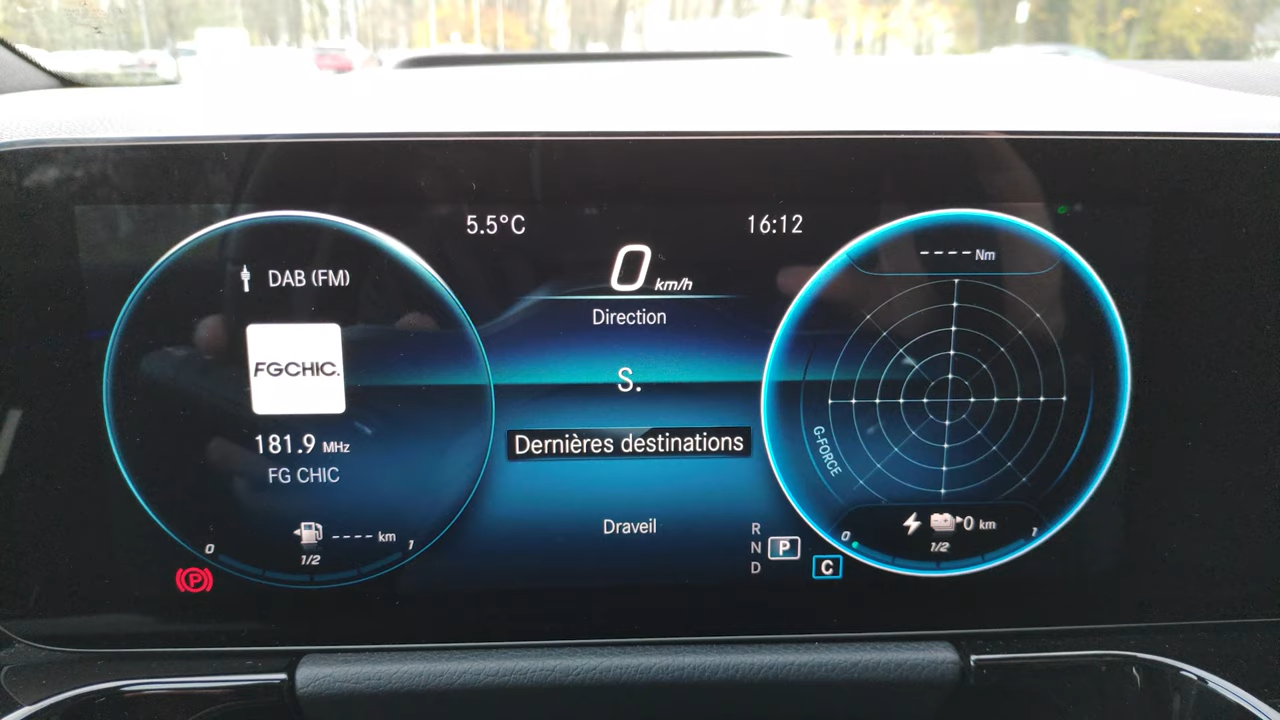 5.5°C
16:12
0 km/h
DAB (FM)
FGCHIC.
181.9 MHz
FG CHIC
---- km
0
1/2
1
P
Direction
S.
Dernières destinations
Draveil
R
N
D
P
C
---- Nm
G-FORCE
0 km
0
1/2
1